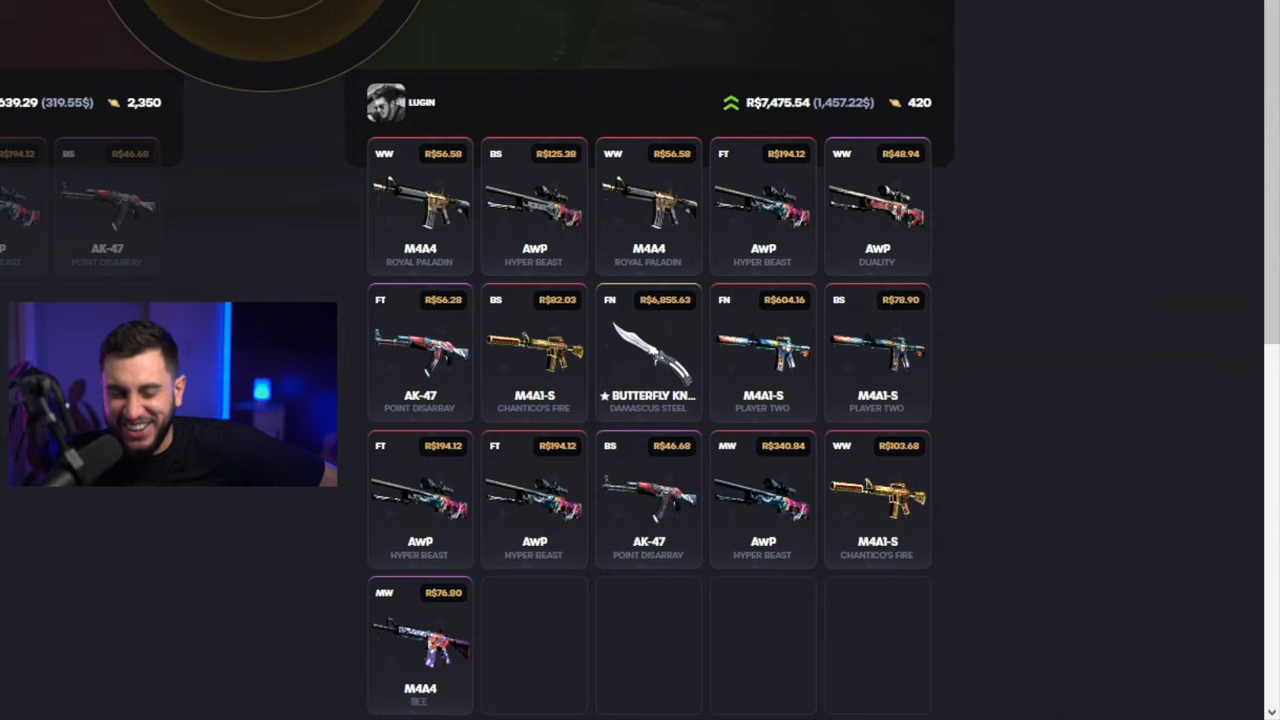 639.29 (319.55$) 2,350
LUGIN R$7,475.54 (1,457.22$) 420
R$194.12 BS R$46.68
AK-47
POINT DISARRAY
WW R$56.58 BS R$125.38 WW R$56.58 FT R$194.12 WW R$48.94
M4A4 AWP M4A4 AWP AWP
ROYAL PALADIN HYPER BEAST ROYAL PALADIN HYPER BEAST DUALITY
FT R$56.28 BS R$82.03 FN R$6,855.63 FN R$604.16 BS R$78.90
AK-47 M4A1-S ★ BUTTERFLY KN... M4A1-S M4A1-S
POINT DISARRAY CHANTICO'S FIRE DAMASCUS STEEL PLAYER TWO PLAYER TWO
FT R$194.12 FT R$194.12 BS R$46.68 MW R$340.84 WW R$103.68
AWP AWP AK-47 AWP M4A1-S
HYPER BEAST HYPER BEAST POINT DISARRAY HYPER BEAST CHANTICO'S FIRE
MW R$76.80
M4A4
龍王